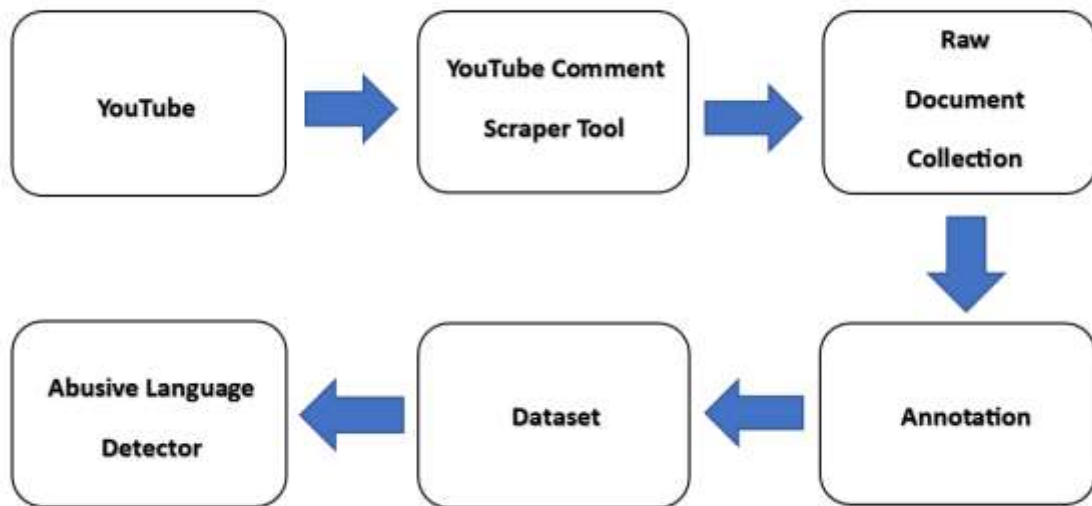 YouTube
YouTube Comment
Scraper Tool
Raw
Document
Collection
Annotation
Dataset
Abusive Language
Detector